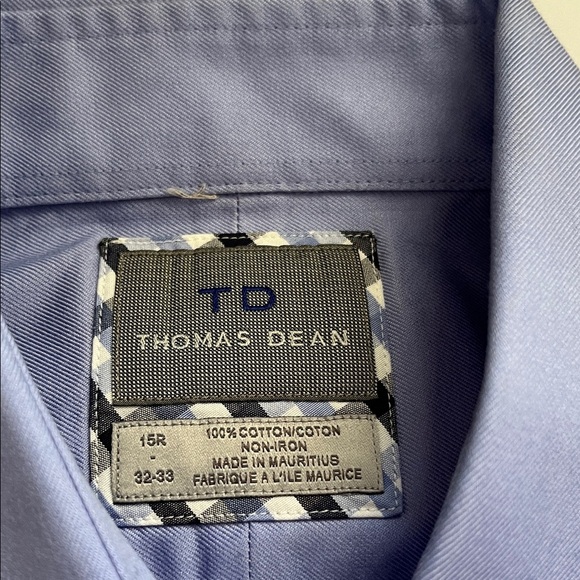 TD
THOMAS DEAN
15R
-
32-33
100% COTTON/COTON
NON-IRON
MADE IN MAURITIUS
FABRIQUE A L'ILE MAURICE